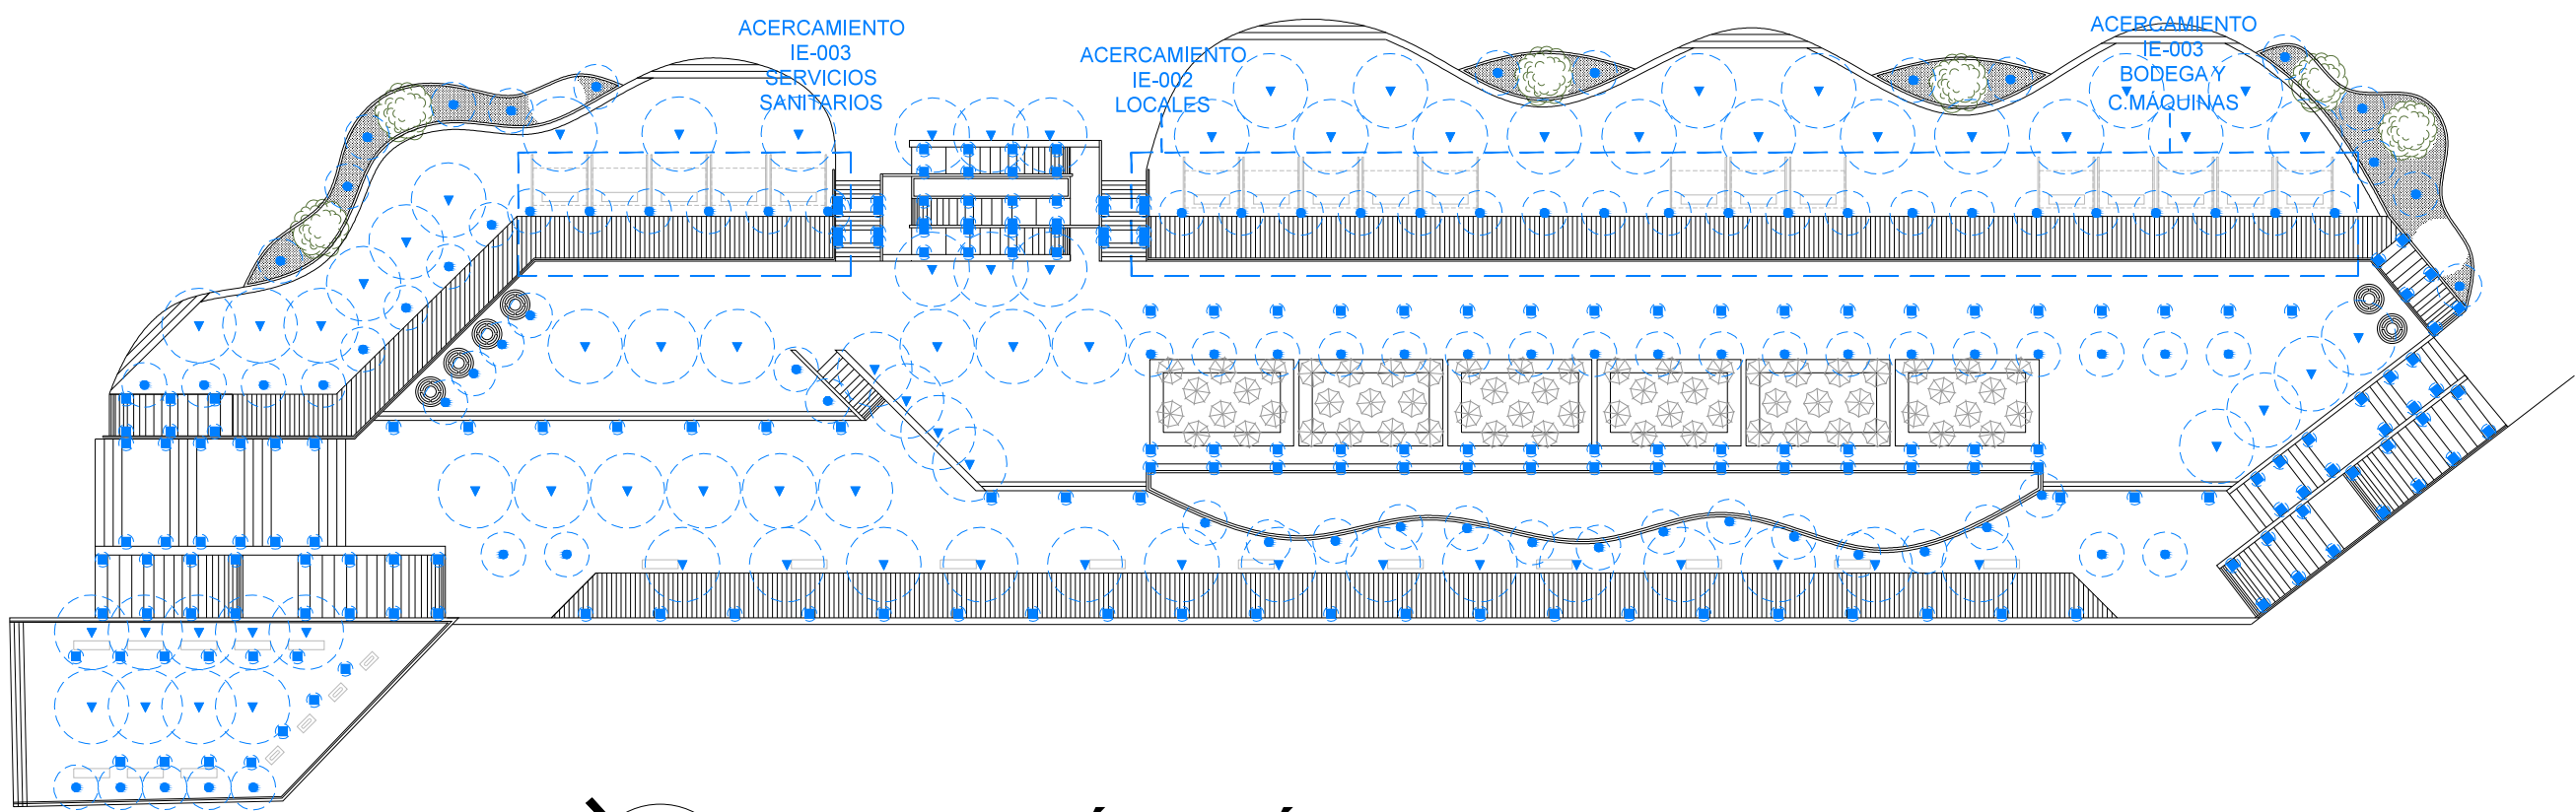 ACERCAMIENTO
IE-003
SERVICIOS
SANITARIOS
ACERCAMIENTO
IE-002
LOCALES
ACERCAMIENTO
IE-003
BODEGA Y
C.MÁQUINAS